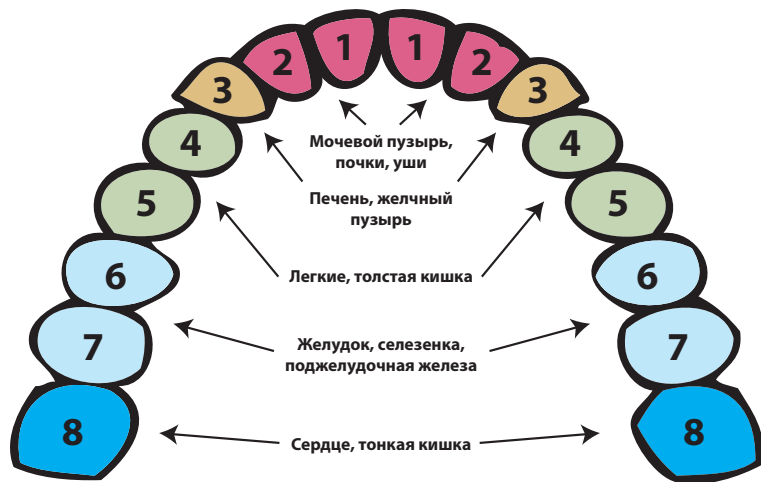 2 1 1 2
3 3
4 4
Мочевой пузырь,
почки, уши
5 5
Печень, желчный
пузырь
6 6
Легкие, толстая кишка
7 7
Желудок, селезенка,
поджелудочная железа
8 8
Сердце, тонкая кишка